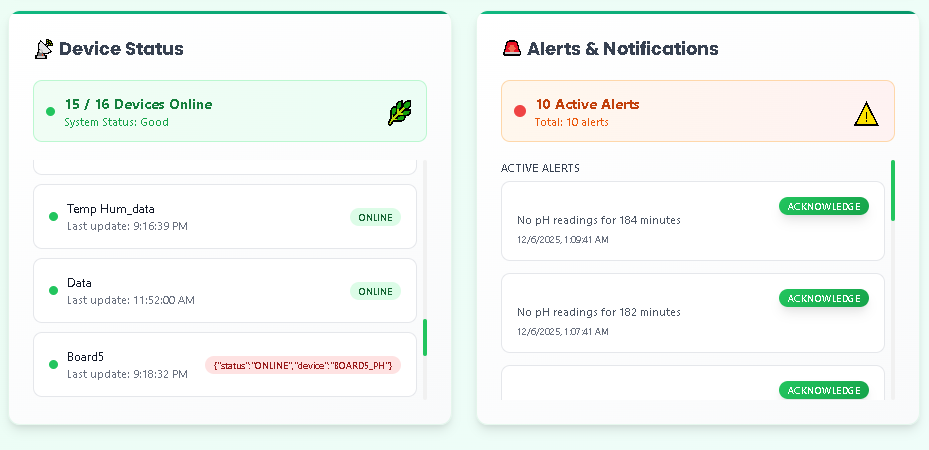 Device Status
15 / 16 Devices Online
System Status: Good
Temp Hum_data
Last update: 9:16:39 PM
ONLINE
Data
Last update: 11:52:00 AM
ONLINE
Board5
Last update: 9:18:32 PM
{"status":"ONLINE","device":"BOARD5_PH"}
Alerts & Notifications
10 Active Alerts
Total: 10 alerts
ACTIVE ALERTS
ACKNOWLEDGE
No pH readings for 184 minutes
12/6/2025, 1:09:41 AM
ACKNOWLEDGE
No pH readings for 182 minutes
12/6/2025, 1:07:41 AM
ACKNOWLEDGE